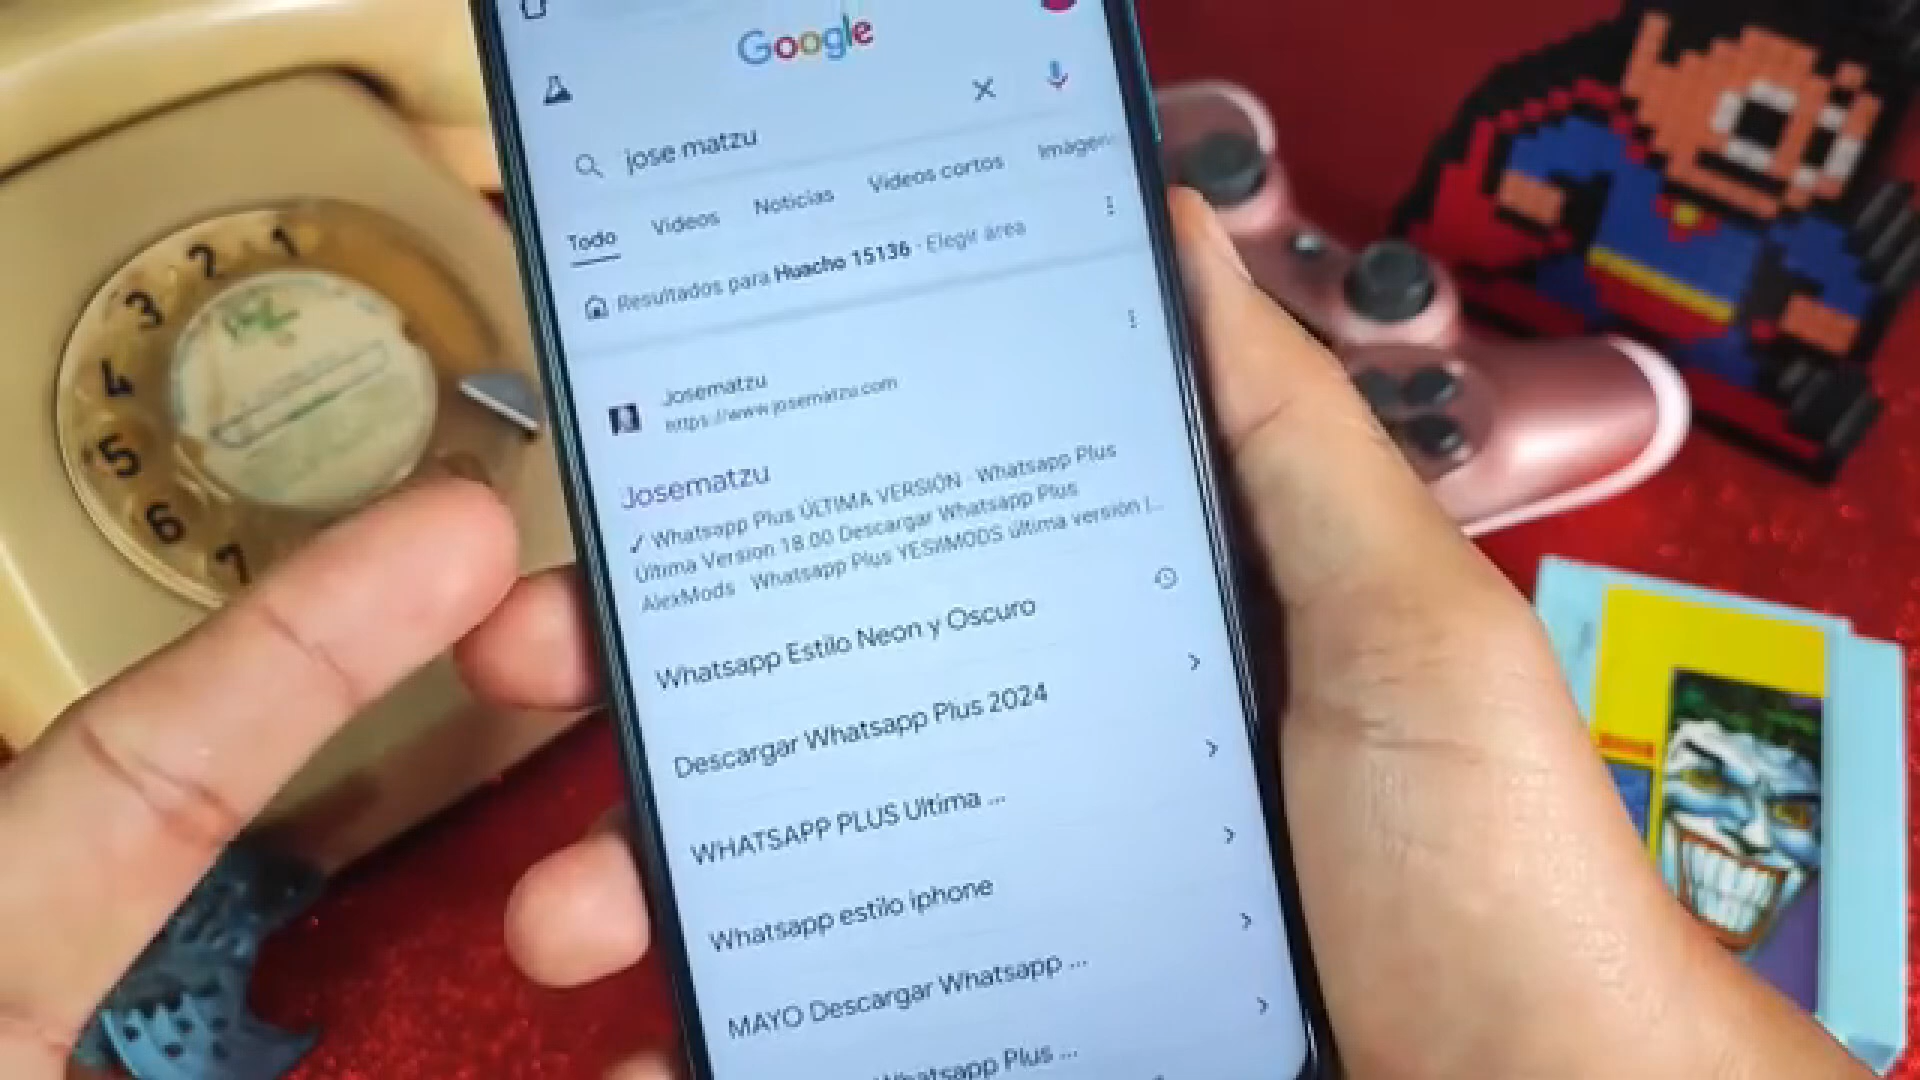 Google
jose matzu
Todo Videos Noticias Videos cortos Imágen
Resultados para Huacho 15136 · Elegir área
Josematzu
https://www.josematzu.com
Josematzu
✓ Whatsapp Plus ÚLTIMA VERSIÓN · Whatsapp Plus
Última Version 18.00 Descargar Whatsapp Plus
AlexMods · Whatsapp Plus YESIMODS última versión |...
Whatsapp Estilo Neon y Oscuro
Descargar Whatsapp Plus 2024
WHATSAPP PLUS Ultima ...
Whatsapp estilo iphone
MAYO Descargar Whatsapp ...
Whatsapp Plus ...
1
2
3
4
5
6
7